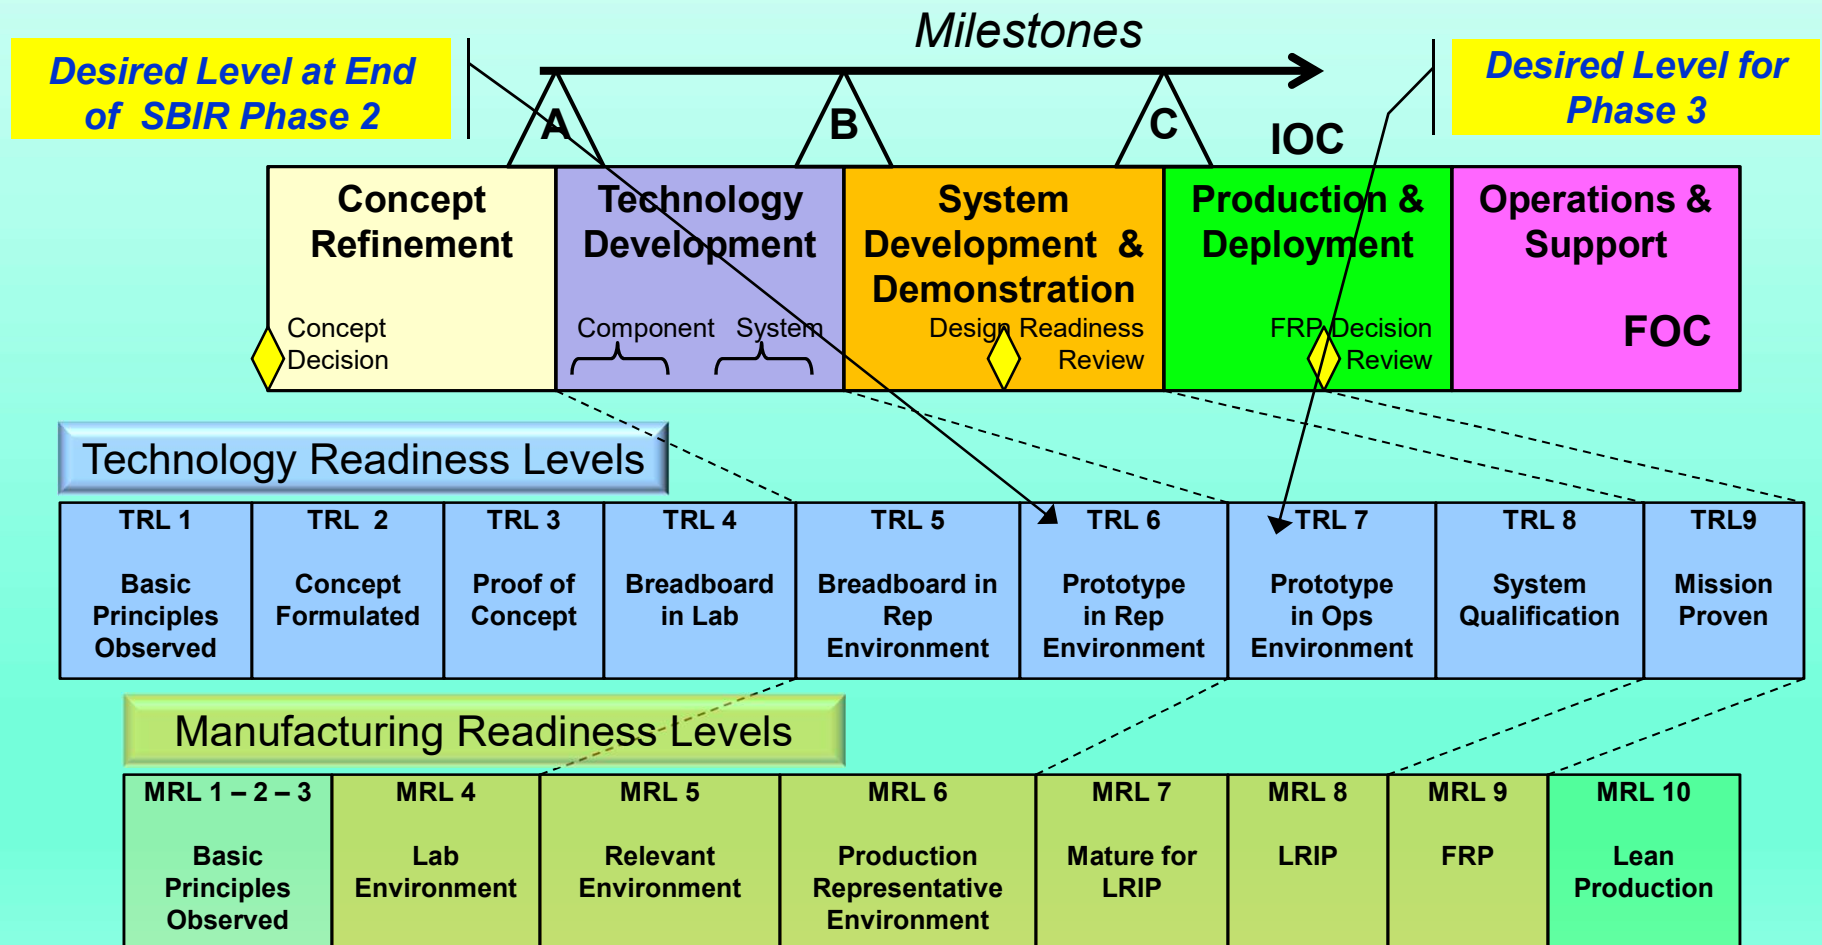 Milestones
Desired Level at End
of SBIR Phase 2
Desired Level for
Phase 3
A
B
C
IOC
Concept
Refinement
Concept
Decision
Technology
Development
Component
System
System
Development &
Demonstration
Design Readiness
Review
Production &
Deployment
FRP Decision
Review
Operations &
Support
FOC
Technology Readiness Levels
TRL 1
Basic
Principles
Observed
TRL 2
Concept
Formulated
TRL 3
Proof of
Concept
TRL 4
Breadboard
in Lab
TRL 5
Breadboard in
Rep
Environment
TRL 6
Prototype
in Rep
Environment
TRL 7
Prototype
in Ops
Environment
TRL 8
System
Qualification
TRL9
Mission
Proven
Manufacturing Readiness Levels
MRL 1 – 2 – 3
Basic
Principles
Observed
MRL 4
Lab
Environment
MRL 5
Relevant
Environment
MRL 6
Production
Representative
Environment
MRL 7
Mature for
LRIP
MRL 8
LRIP
MRL 9
FRP
MRL 10
Lean
Production